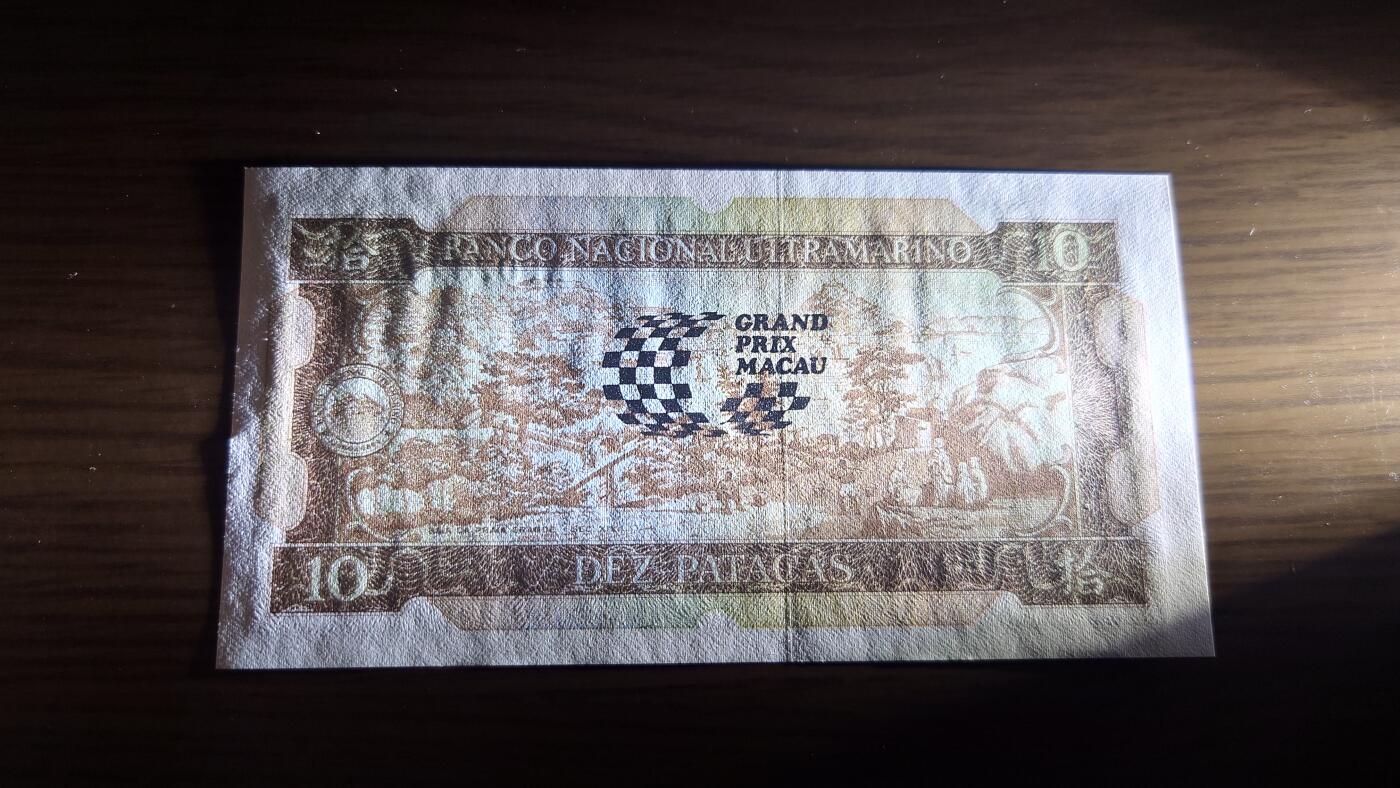 拾
BANCO NACIONAL ULTRAMARINO
10
GRAND
PRIX
MACAU
10
DEZ PATACAS
拾